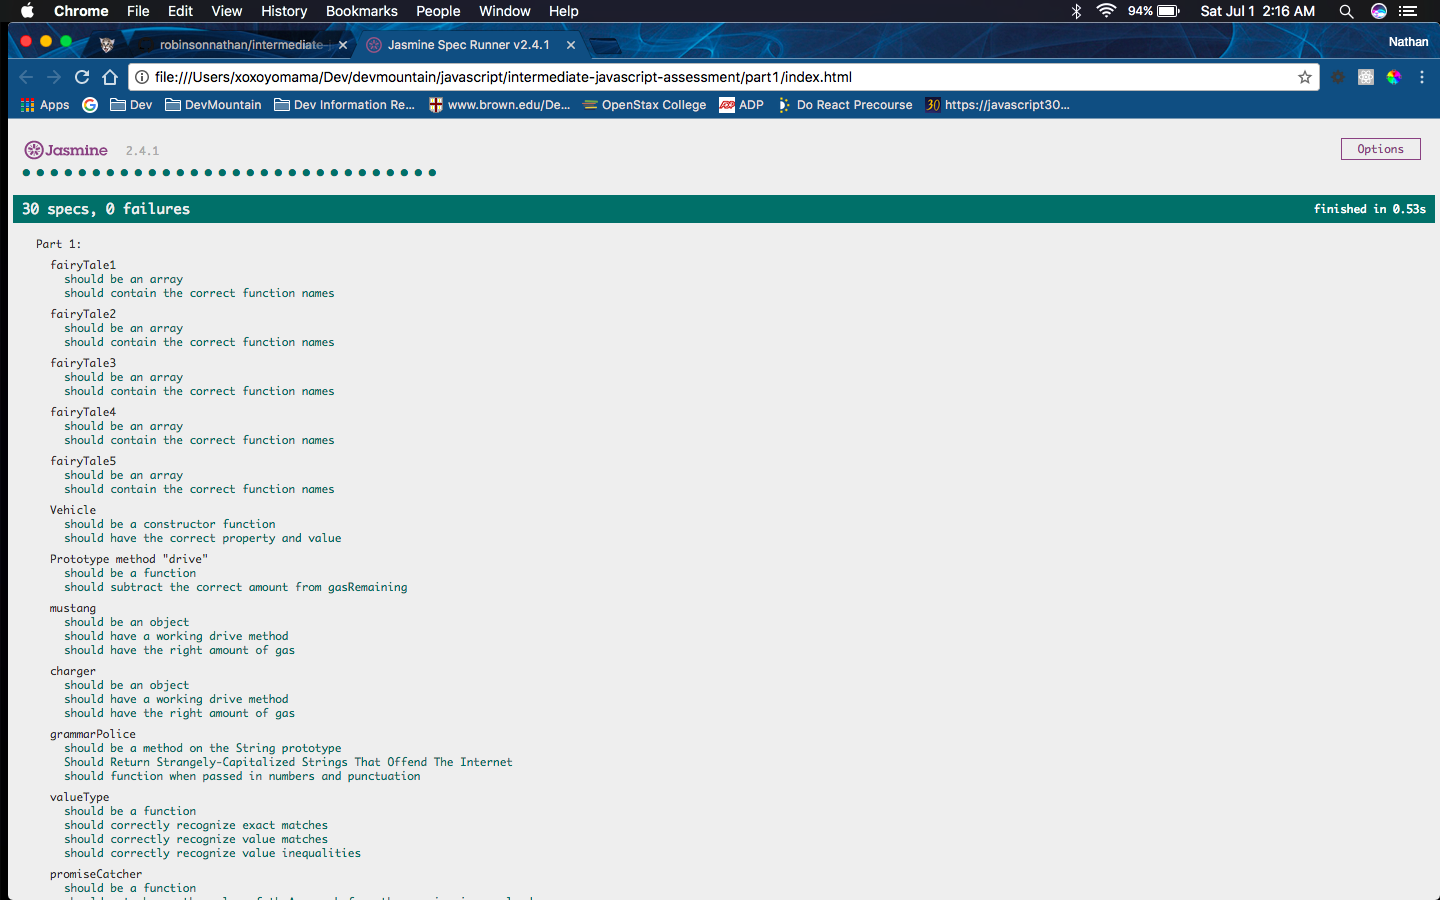 Chrome File Edit View History Bookmarks People Window Help 94% Sat Jul 1 2:16 AM
robinsonnathan/intermediate- Jasmine Spec Runner v2.4.1 Nathan
file:///Users/xoxoyomama/Dev/devmountain/javascript/intermediate-javascript-assessment/part1/index.html
Apps Dev DevMountain Dev Information Re... www.brown.edu/De... OpenStax College ADP ADP Do React Precourse 30 https://javascript30...
Jasmine 2.4.1 Options
30 specs, 0 failures finished in 0.53s
Part 1:
fairyTale1
should be an array
should contain the correct function names
fairyTale2
should be an array
should contain the correct function names
fairyTale3
should be an array
should contain the correct function names
fairyTale4
should be an array
should contain the correct function names
fairyTale5
should be an array
should contain the correct function names
Vehicle
should be a constructor function
should have the correct property and value
Prototype method "drive"
should be a function
should subtract the correct amount from gasRemaining
mustang
should be an object
should have a working drive method
should have the right amount of gas
charger
should be an object
should have a working drive method
should have the right amount of gas
grammarPolice
should be a method on the String prototype
Should Return Strangely-Capitalized Strings That Offend The Internet
should function when passed in numbers and punctuation
valueType
should be a function
should correctly recognize exact matches
should correctly recognize value matches
should correctly recognize value inequalities
promiseCatcher
should be a function